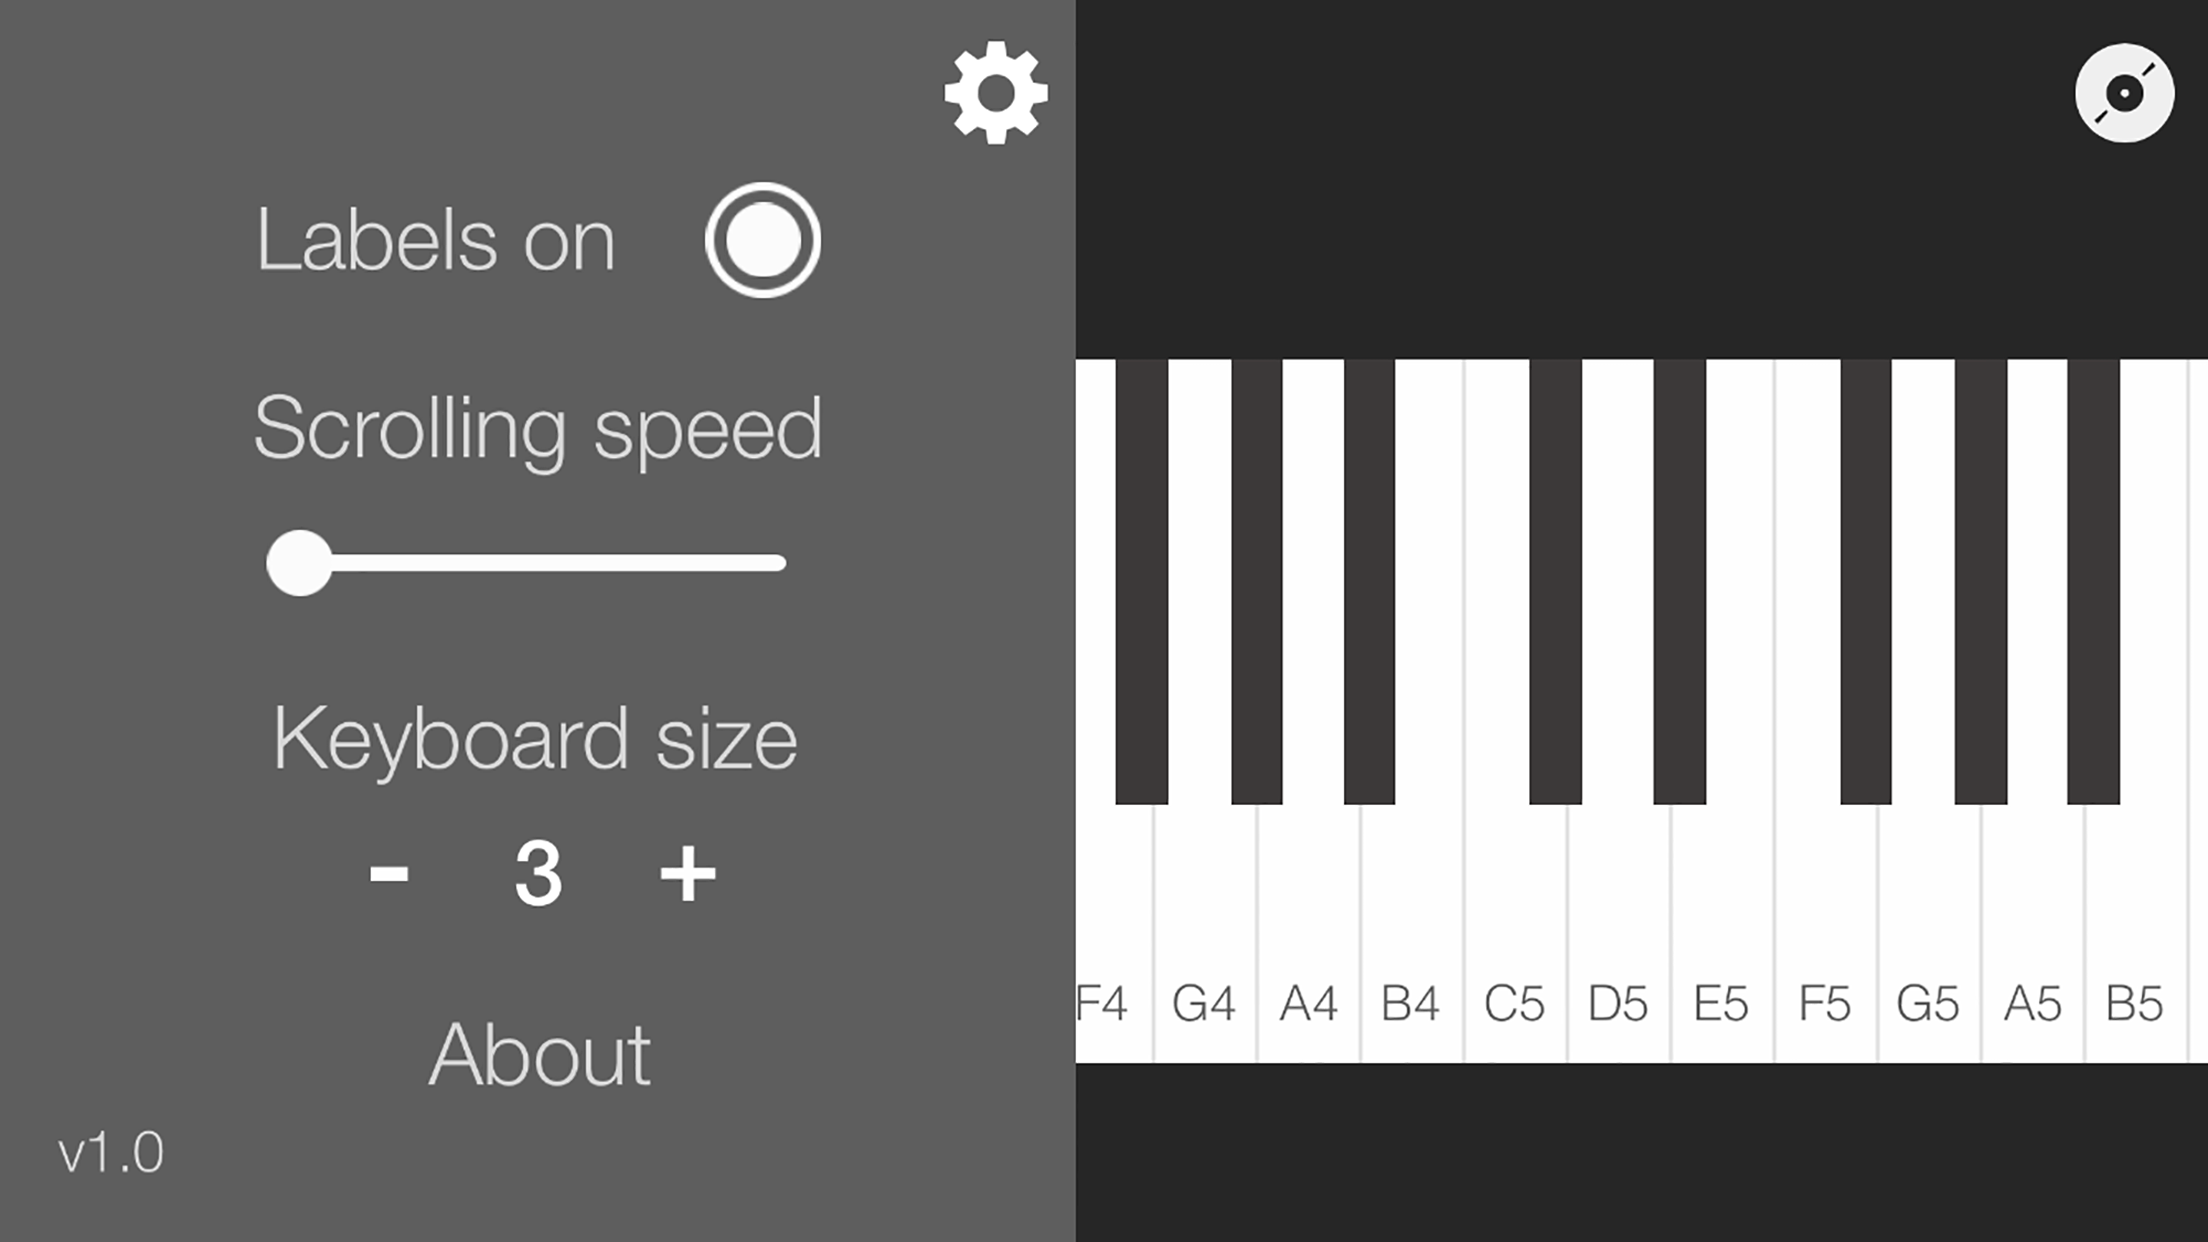 Labels on
Scrolling speed
Keyboard size
- 3 +
About
v1.0
F4 G4 A4 B4 C5 D5 E5 F5 G5 A5 B5